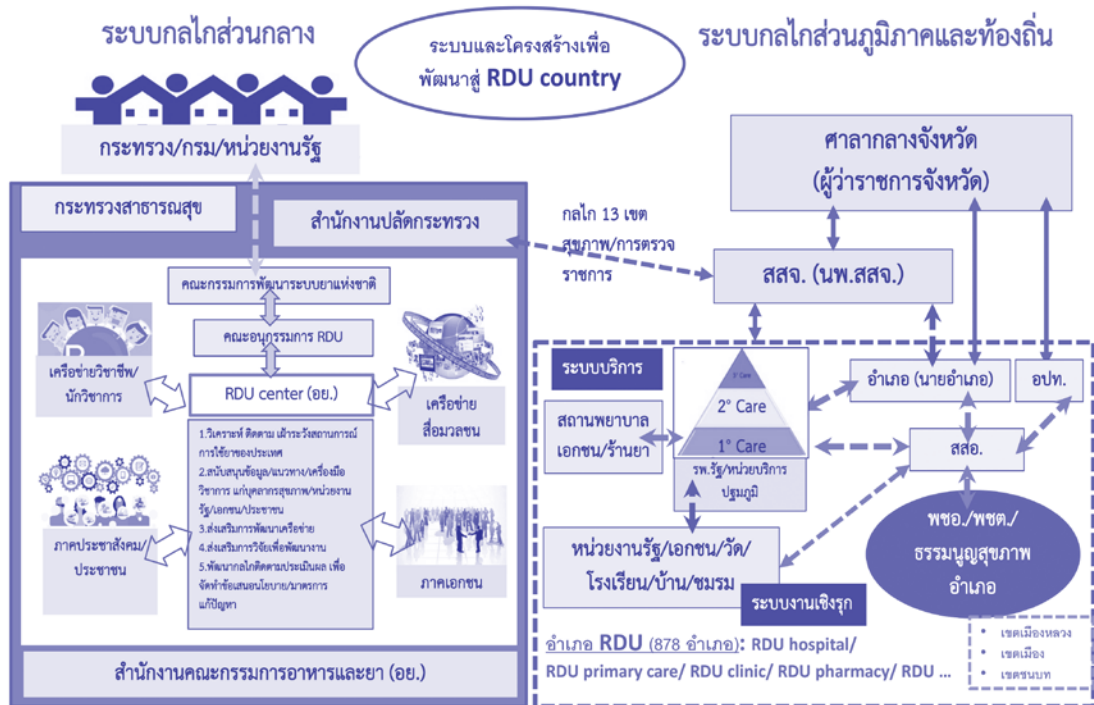 ระบบกลไกส่วนกลาง
ระบบและโครงสร้างเพื่อ
พัฒนาสู่ RDU country
ระบบกลไกส่วนภูมิภาคและท้องถิ่น
กระทรวง/กรม/หน่วยงานรัฐ
กระทรวงสาธารณสุข
สำนักงานปลัดกระทรวง
คณะกรรมการพัฒนาระบบยาแห่งชาติ
คณะอนุกรรมการ RDU
RDU center (อย.)
เครือข่ายวิชาชีพ/
นักวิชาการ
เครือข่าย
สื่อมวลชน
1.วิเคราะห์ ติดตาม เฝ้าระวังสถานการณ์
การใช้ยาของประเทศ
2.สนับสนุนข้อมูล/แนวทาง/เครื่องมือ
วิชาการ แก่บุคลากรสุขภาพ/หน่วยงาน
รัฐ/เอกชน/ประชาชน
3.ส่งเสริมการพัฒนาเครือข่าย
4.ส่งเสริมการวิจัยเพื่อพัฒนางาน
5.พัฒนากลไกติดตามประเมินผล เพื่อ
จัดทำข้อเสนอนโยบาย/มาตรการ
แก้ปัญหา
ภาคประชาสังคม/
ประชาชน
ภาคเอกชน
สำนักงานคณะกรรมการอาหารและยา (อย.)
กลไก 13 เขต
สุขภาพ/การตรวจ
ราชการ
ศาลากลางจังหวัด
(ผู้ว่าราชการจังหวัด)
สสจ. (นพ.สสจ.)
ระบบบริการ
3° Care
2° Care
1° Care
สถานพยาบาล
เอกชน/ร้านยา
รพ.รัฐ/หน่วยบริการ
ปฐมภูมิ
อำเภอ (นายอำเภอ)
อปท.
สสอ.
หน่วยงานรัฐ/เอกชน/วัด/
โรงเรียน/บ้าน/ชมรม
ระบบงานเชิงรุก
พชอ./พชต./
ธรรมนูญสุขภาพ
อำเภอ
อำเภอ RDU (878 อำเภอ): RDU hospital/
RDU primary care/ RDU clinic/ RDU pharmacy/ RDU ...
• เขตเมืองหลวง
• เขตเมือง
• เขตชนบท